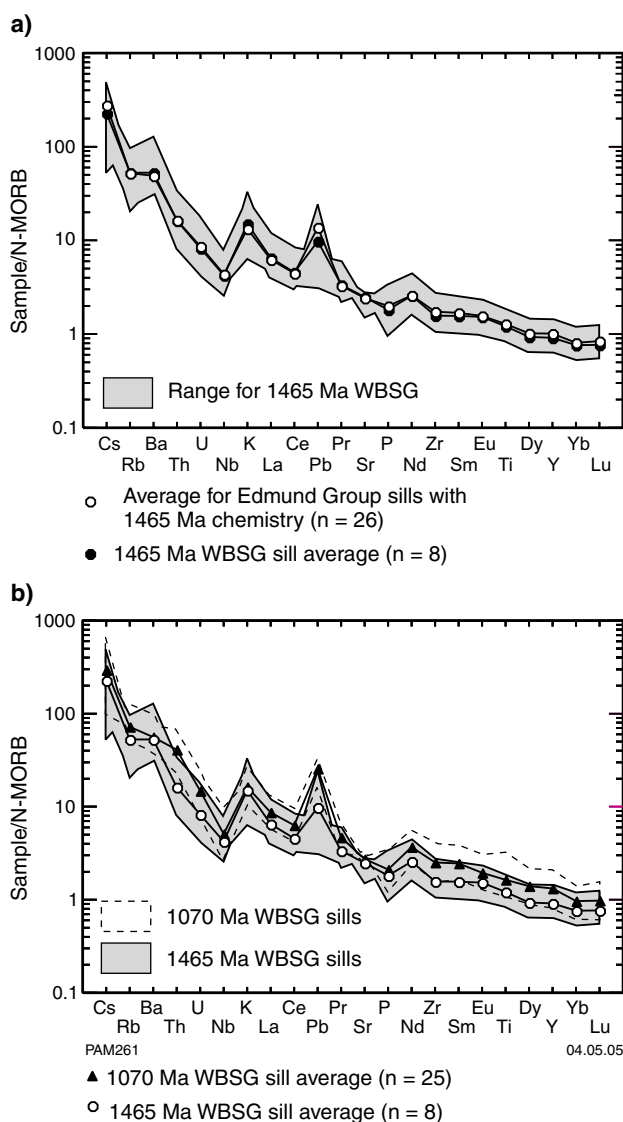 a)
1000
100
10
1
0.1
Sample/N-MORB
Range for 1465 Ma WBSG
Cs Ba U K Ce Pr P Zr Eu Dy Yb
Rb Th Nb La Pb Sr Nd Sm Ti Y Lu
Average for Edmund Group sills with
1465 Ma chemistry (n = 26)
1465 Ma WBSG sill average (n = 8)
b)
1000
100
10
1
0.1
Sample/N-MORB
1070 Ma WBSG sills
1465 Ma WBSG sills
Cs Ba U K Ce Pr P Zr Eu Dy Yb
Rb Th Nb La Pb Sr Nd Sm Ti Y Lu
PAM261 04.05.05
1070 Ma WBSG sill average (n = 25)
1465 Ma WBSG sill average (n = 8)